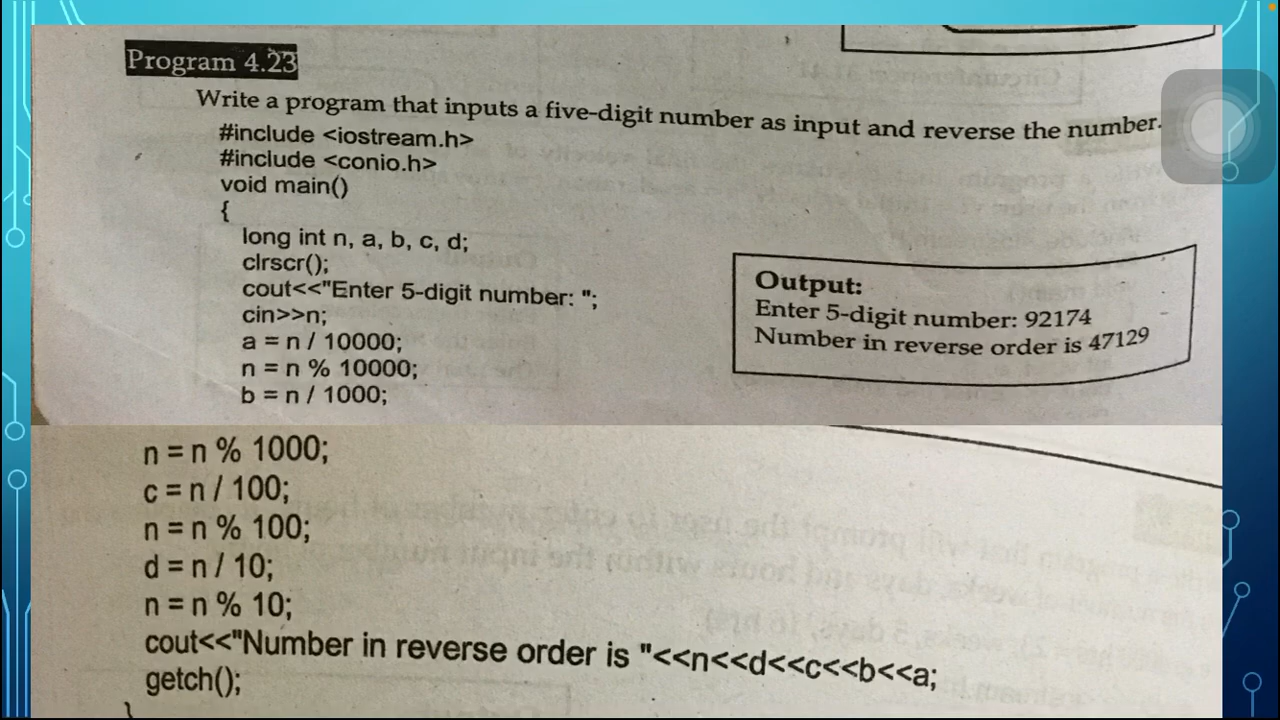 Program 4.23
Write a program that inputs a five-digit number as input and reverse the number.
#include <iostream.h>
#include <conio.h>
void main()
{
long int n, a, b, c, d;
clrscr();
cout<<"Enter 5-digit number: ";
cin>>n;
a = n / 10000;
n = n % 10000;
b = n / 1000;
Output:
Enter 5-digit number: 92174
Number in reverse order is 47129
n = n % 1000;
c = n / 100;
n = n % 100;
d = n / 10;
n = n % 10;
cout<<"Number in reverse order is "<<n<<d<<c<<b<<a;
getch();
}